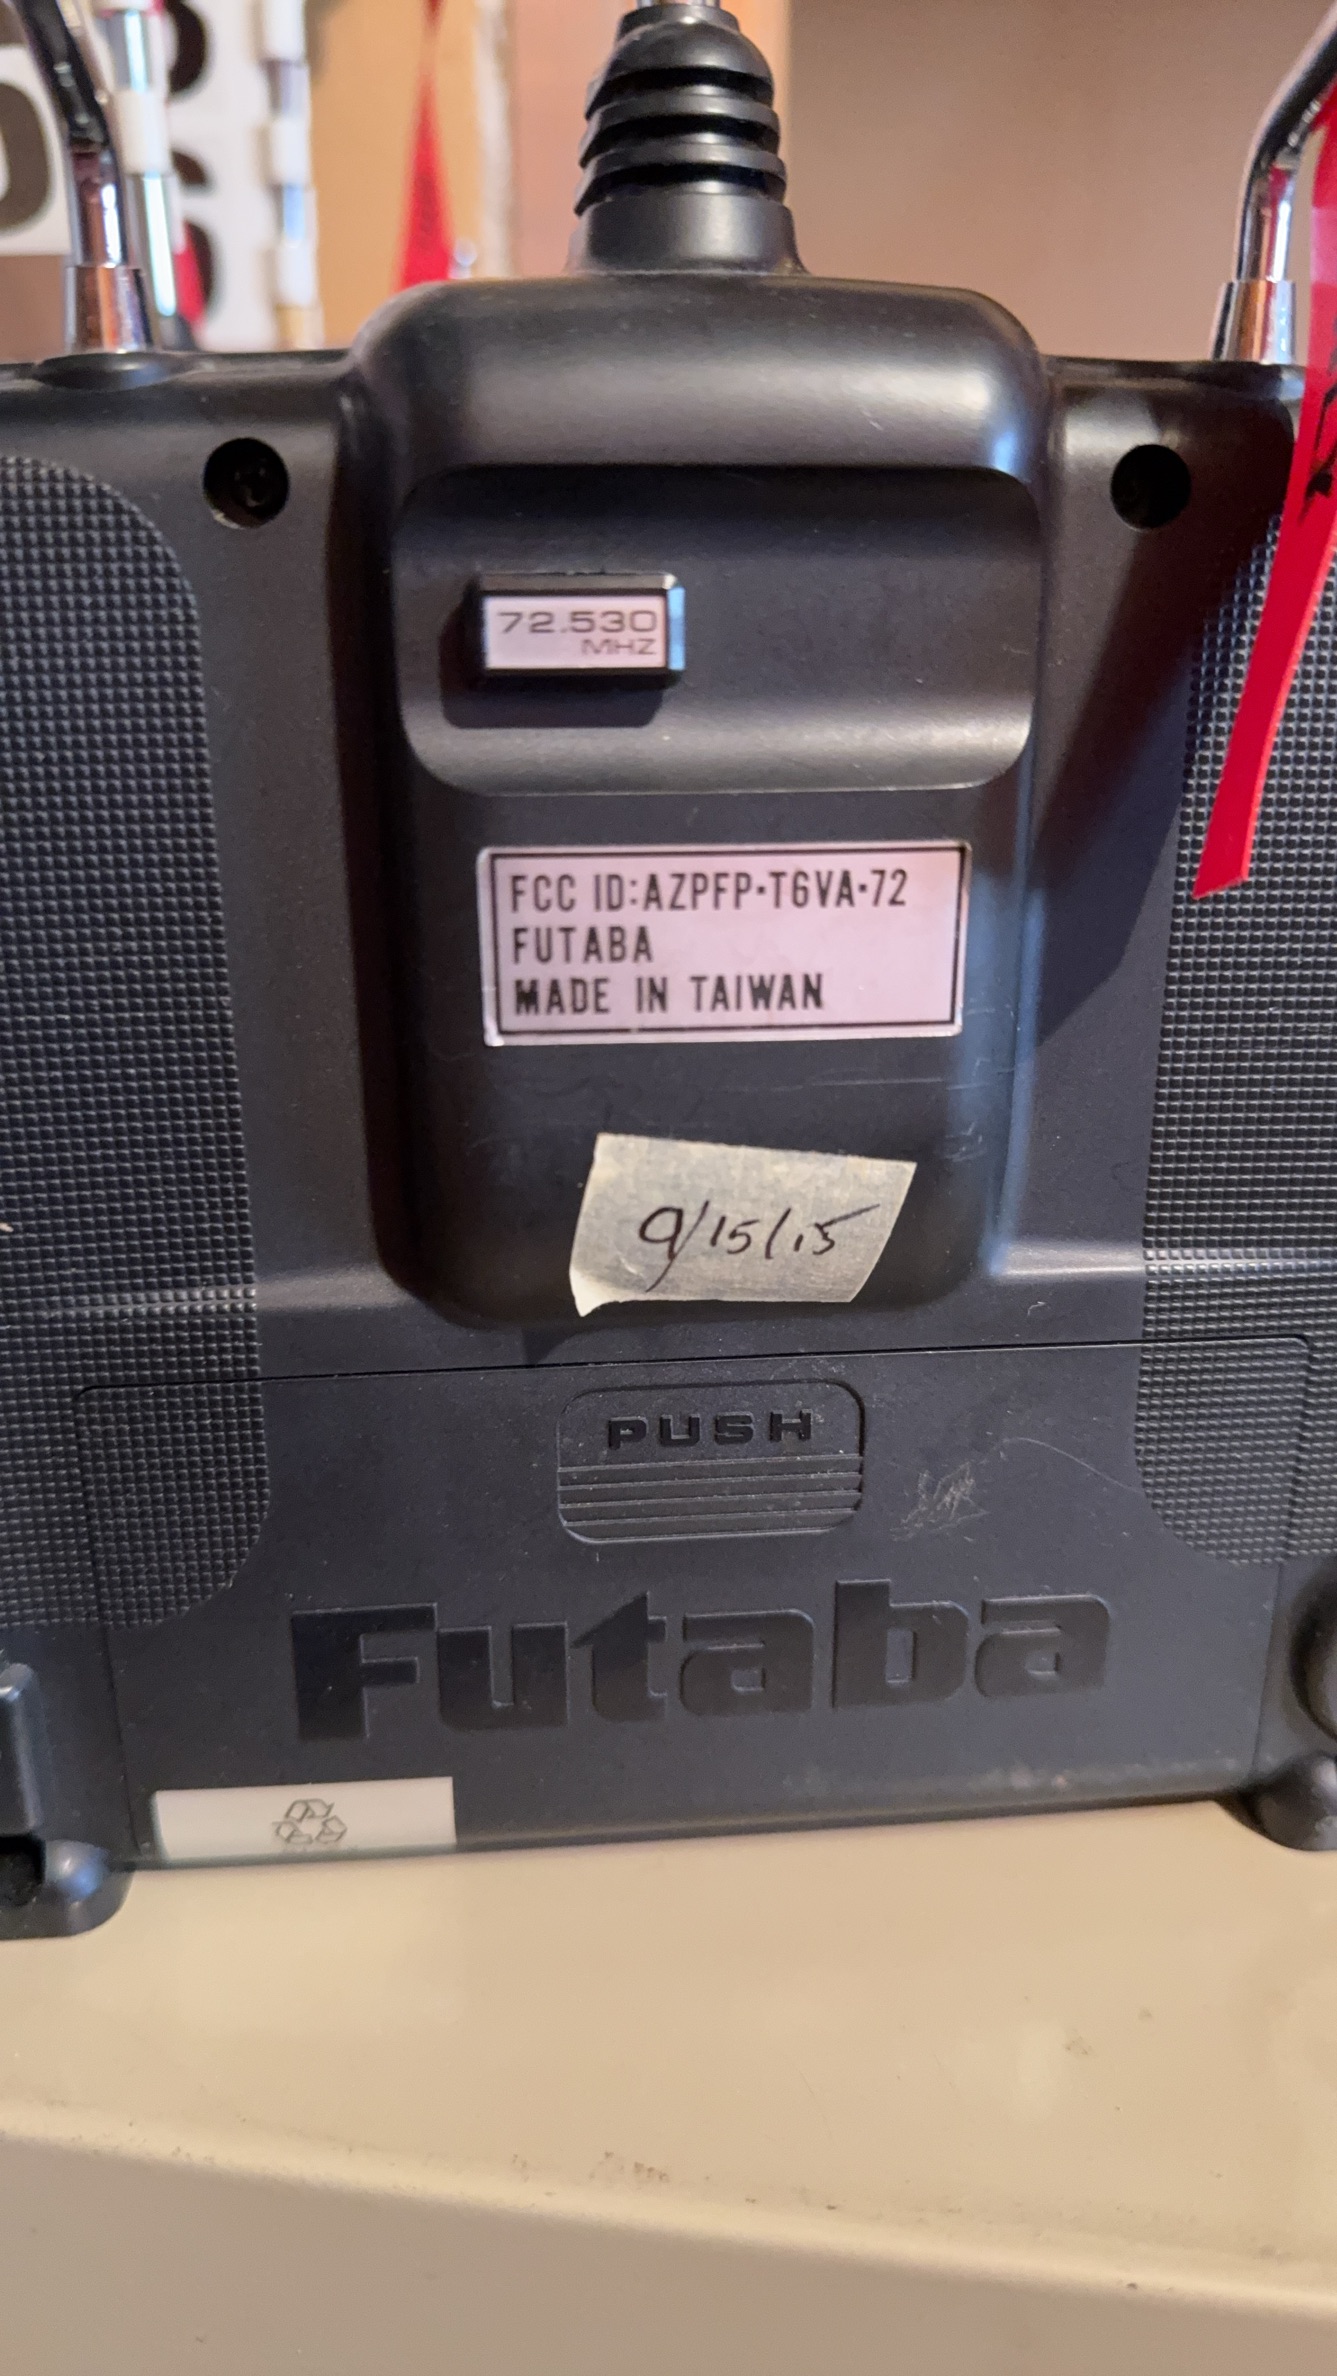 72.530
MHZ
FCC ID:AZPFP·T6VA·72
FUTABA
MADE IN TAIWAN
9/15/15
PUSH
Futaba